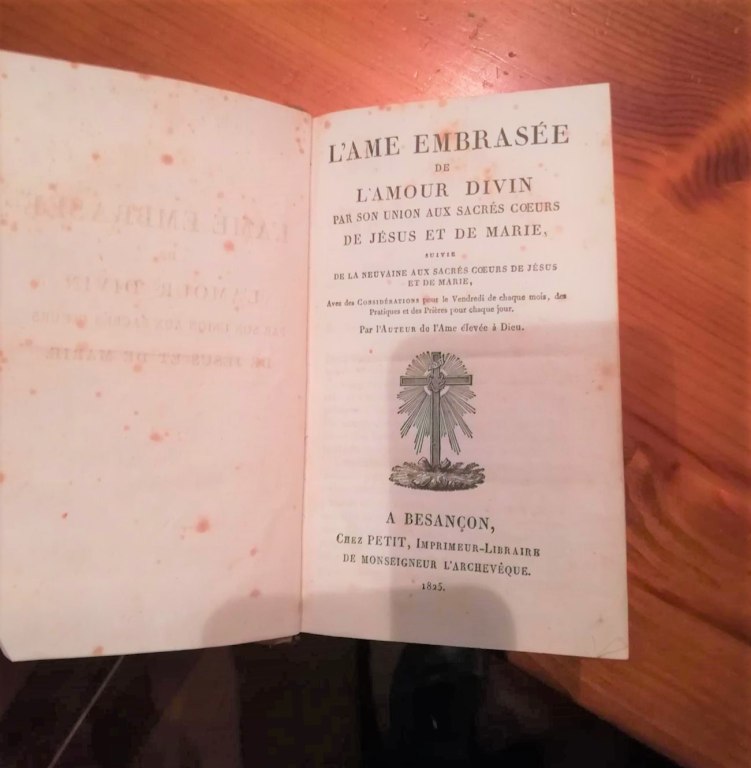 L'AME EMBRASÉE
DE
L'AMOUR DIVIN
PAR SON UNION AUX SACRÉS CŒURS
DE JÉSUS ET DE MARIE,
SUIVIE
DE LA NEUVAINE AUX SACRÉS CŒURS DE JÉSUS
ET DE MARIE,
Avec des CONSIDÉRATIONS pour le Vendredi de chaque mois, des
Pratiques et des Prières pour chaque jour.
Par l'AUTEUR de l'Ame élevée à Dieu.
A BESANÇON,
CHEZ PETIT, IMPRIMEUR-LIBRAIRE
DE MONSEIGNEUR L'ARCHEVÊQUE.
1825.